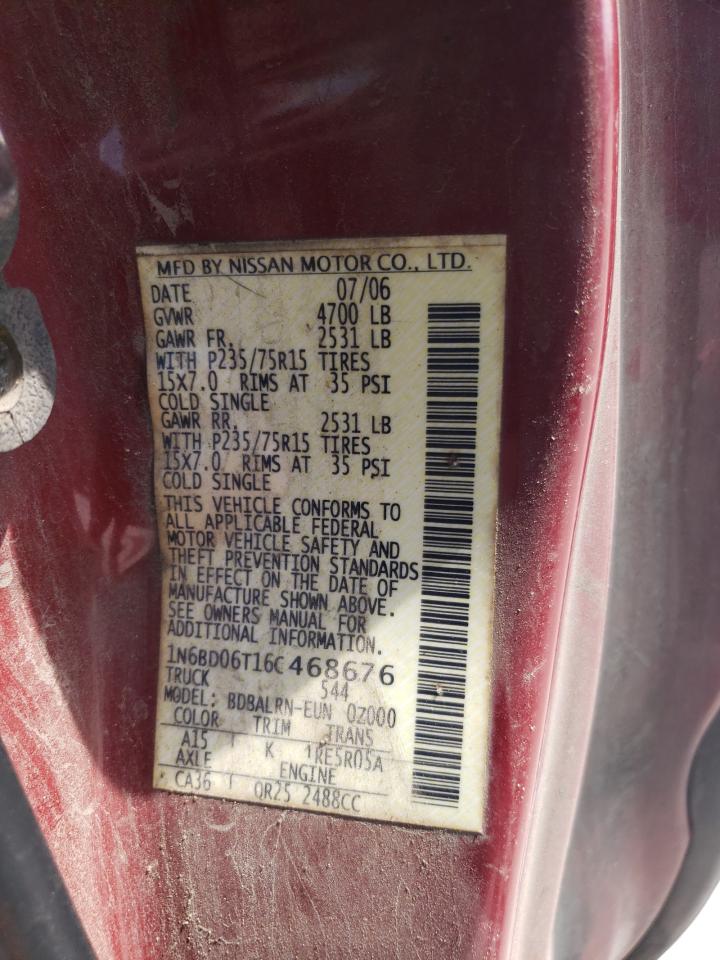 MFD BY NISSAN MOTOR CO., LTD.
DATE 07/06
GVWR 4700 LB
GAWR FR. 2531 LB
WITH P235/75R15 TIRES
15X7.0 RIMS AT 35 PSI
COLD SINGLE
GAWR RR. 2531 LB
WITH P235/75R15 TIRES
15X7.0 RIMS AT 35 PSI
COLD SINGLE
THIS VEHICLE CONFORMS TO
ALL APPLICABLE FEDERAL
MOTOR VEHICLE SAFETY AND
THEFT PREVENTION STANDARDS
IN EFFECT ON THE DATE OF
MANUFACTURE SHOWN ABOVE.
SEE OWNERS MANUAL FOR
ADDITIONAL INFORMATION.
1N6BD06T16C468676
TRUCK 544
MODEL: BDBALRN-EUN 0Z000
COLOR TRIM TRANS
A15 K 1RE5R05A
AXLE ENGINE
CA36 QR25 2488CC